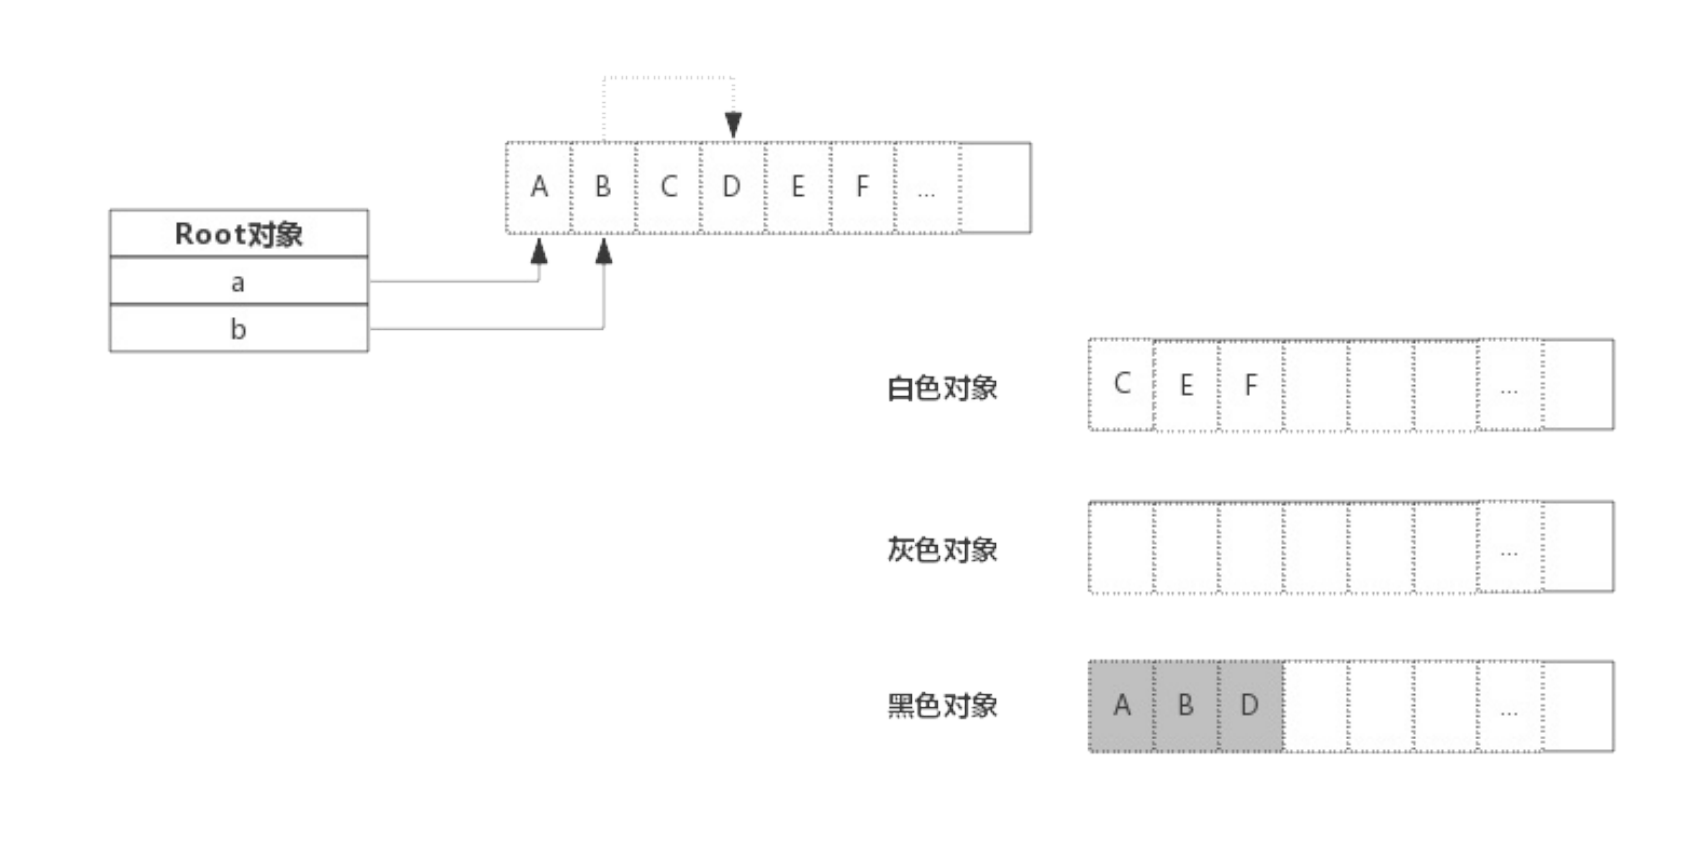 A B C D E F ...
Root对象
a
b
白色对象 C E F ...
灰色对象 ...
黑色对象 A B D ...